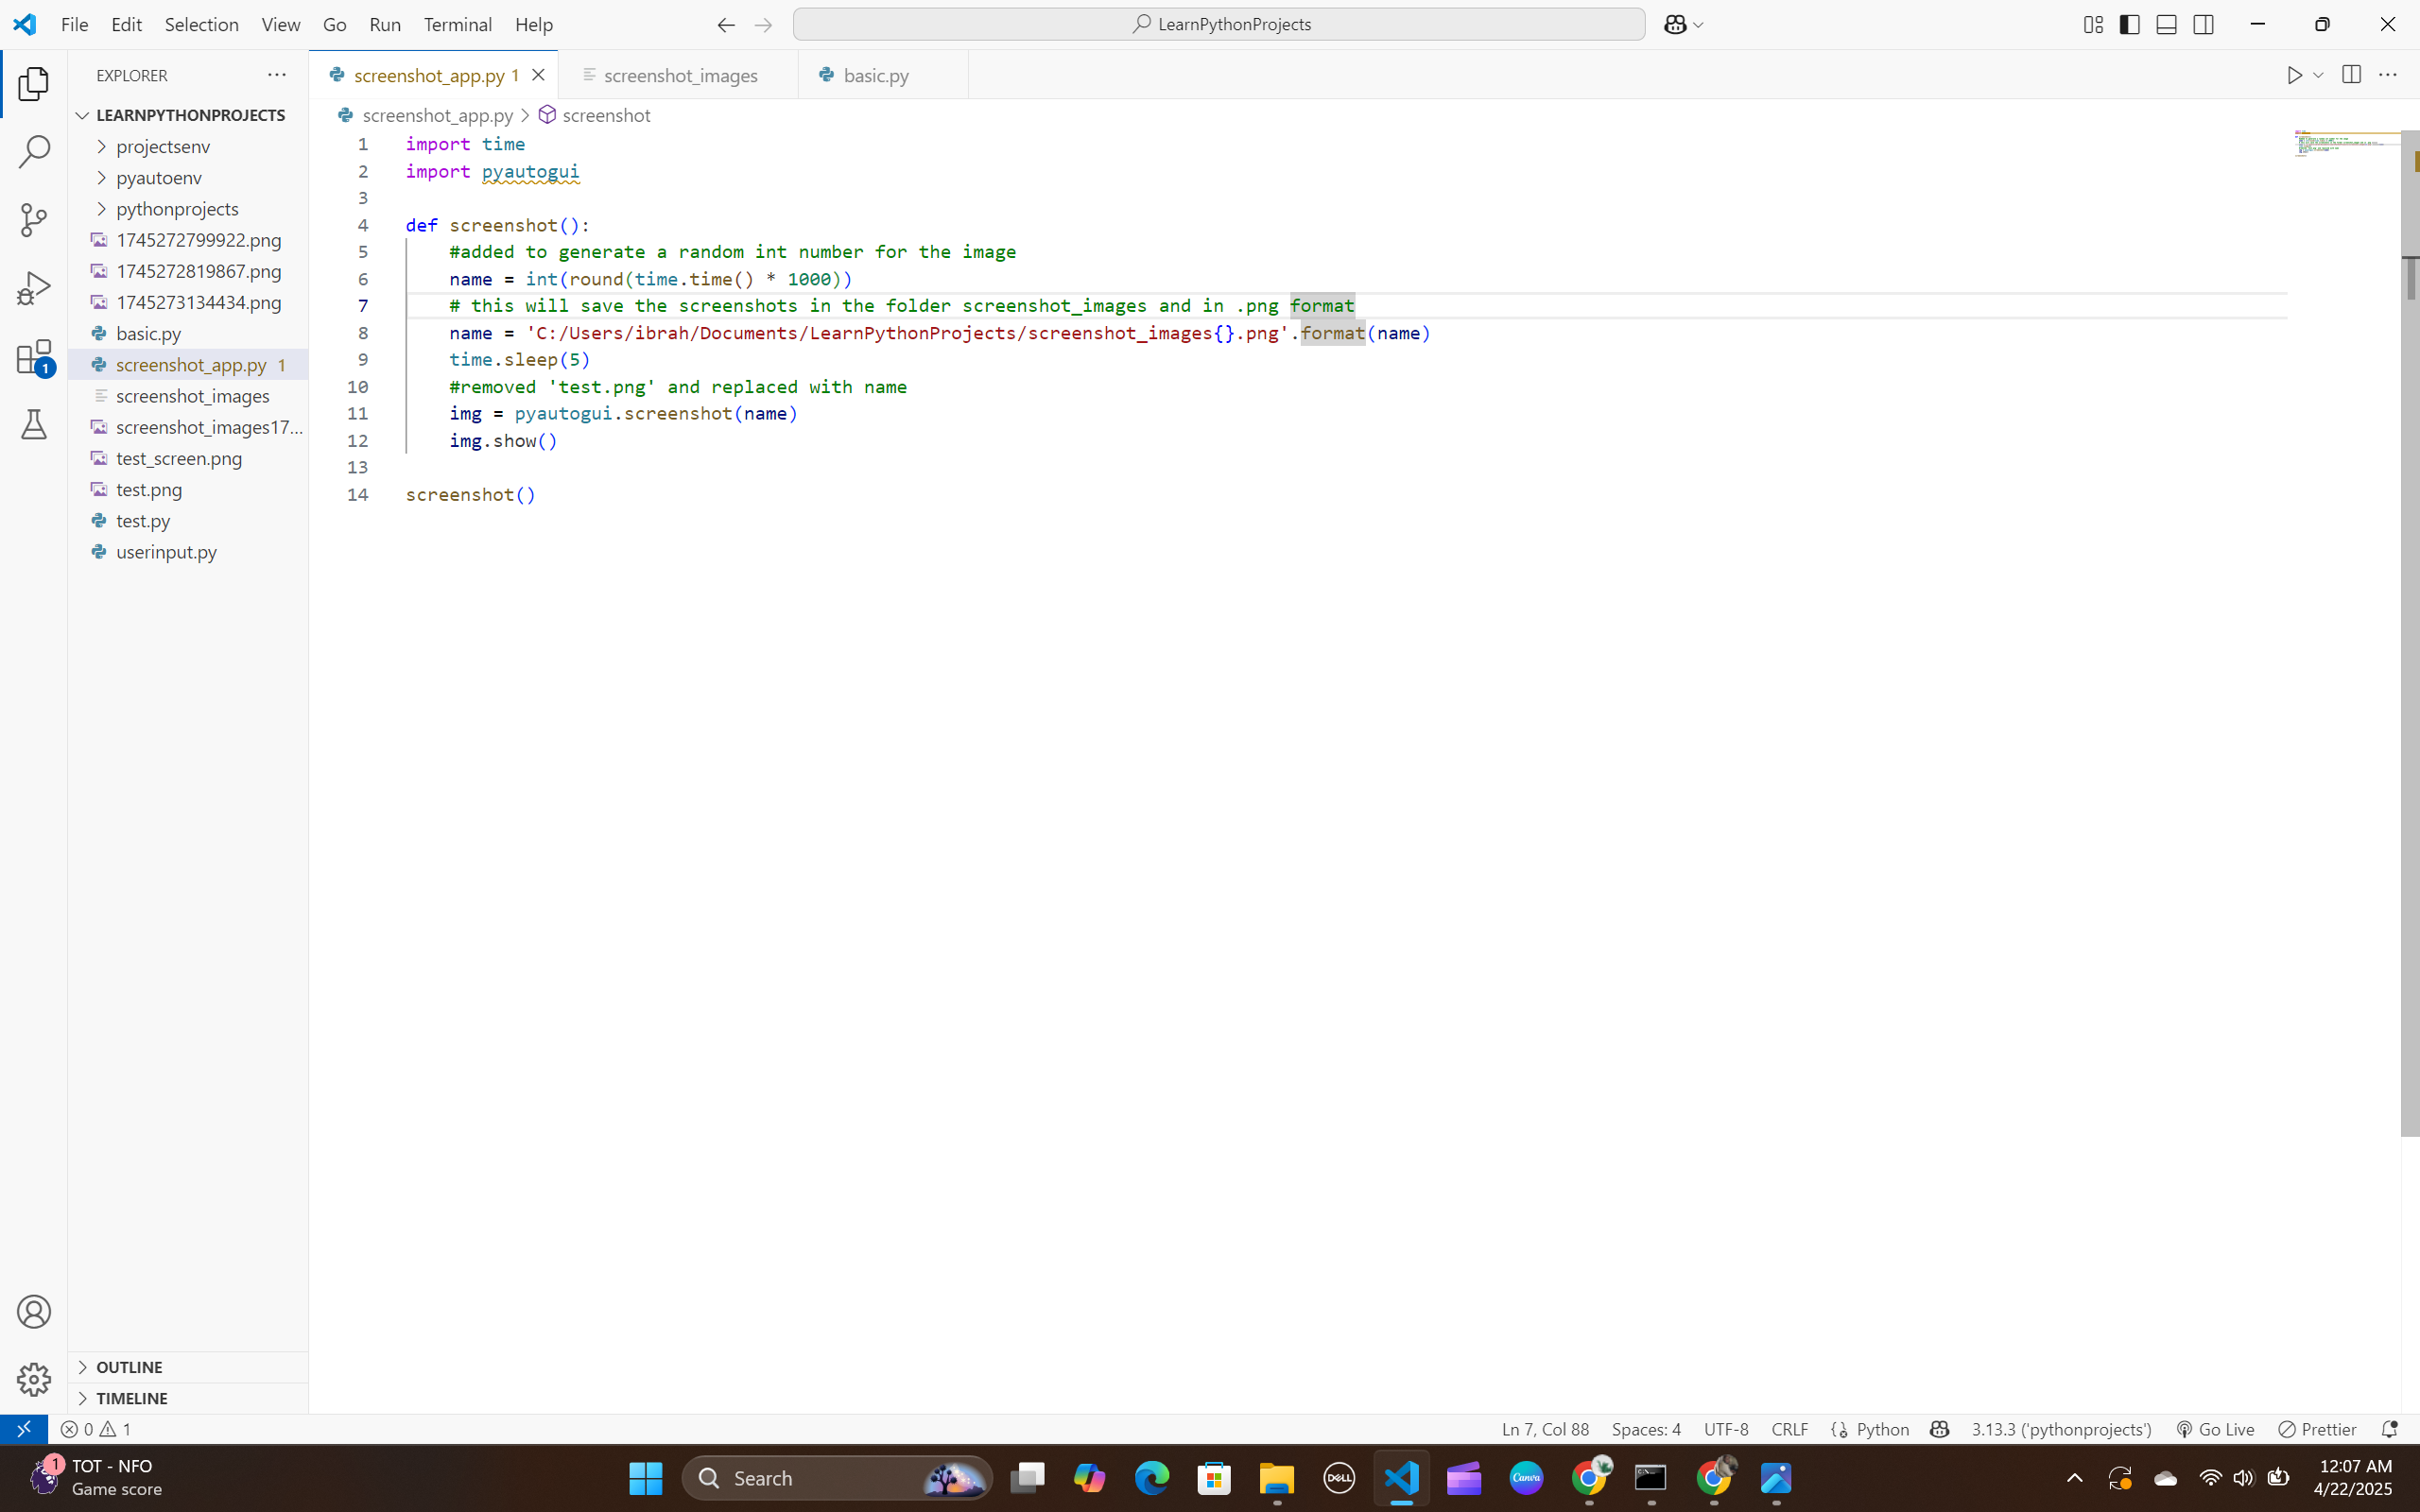 File Edit Selection View Go Run Terminal Help
LearnPythonProjects
EXPLORER
LEARNPYTHONPROJECTS
projectsenv
pyautoenv
pythonprojects
1745272799922.png
1745272819867.png
1745273134434.png
basic.py
screenshot_app.py 1
screenshot_images
screenshot_images17...
test_screen.png
test.png
test.py
userinput.py
OUTLINE
TIMELINE
1
screenshot_app.py 1 screenshot_images basic.py
screenshot_app.py > screenshot
1 import time
2 import pyautogui
3
4 def screenshot():
5 #added to generate a random int number for the image
6 name = int(round(time.time() * 1000))
7 # this will save the screenshots in the folder screenshot_images and in .png format
8 name = 'C:/Users/ibrah/Documents/LearnPythonProjects/screenshot_images{}.png'.format(name)
9 time.sleep(5)
10 #removed 'test.png' and replaced with name
11 img = pyautogui.screenshot(name)
12 img.show()
13
14 screenshot()
0 1 Ln 7, Col 88 Spaces: 4 UTF-8 CRLF Python 3.13.3 ('pythonprojects') Go Live Prettier
1
TOT - NFO
Game score
Search
DELL
Canva
12:07 AM
4/22/2025